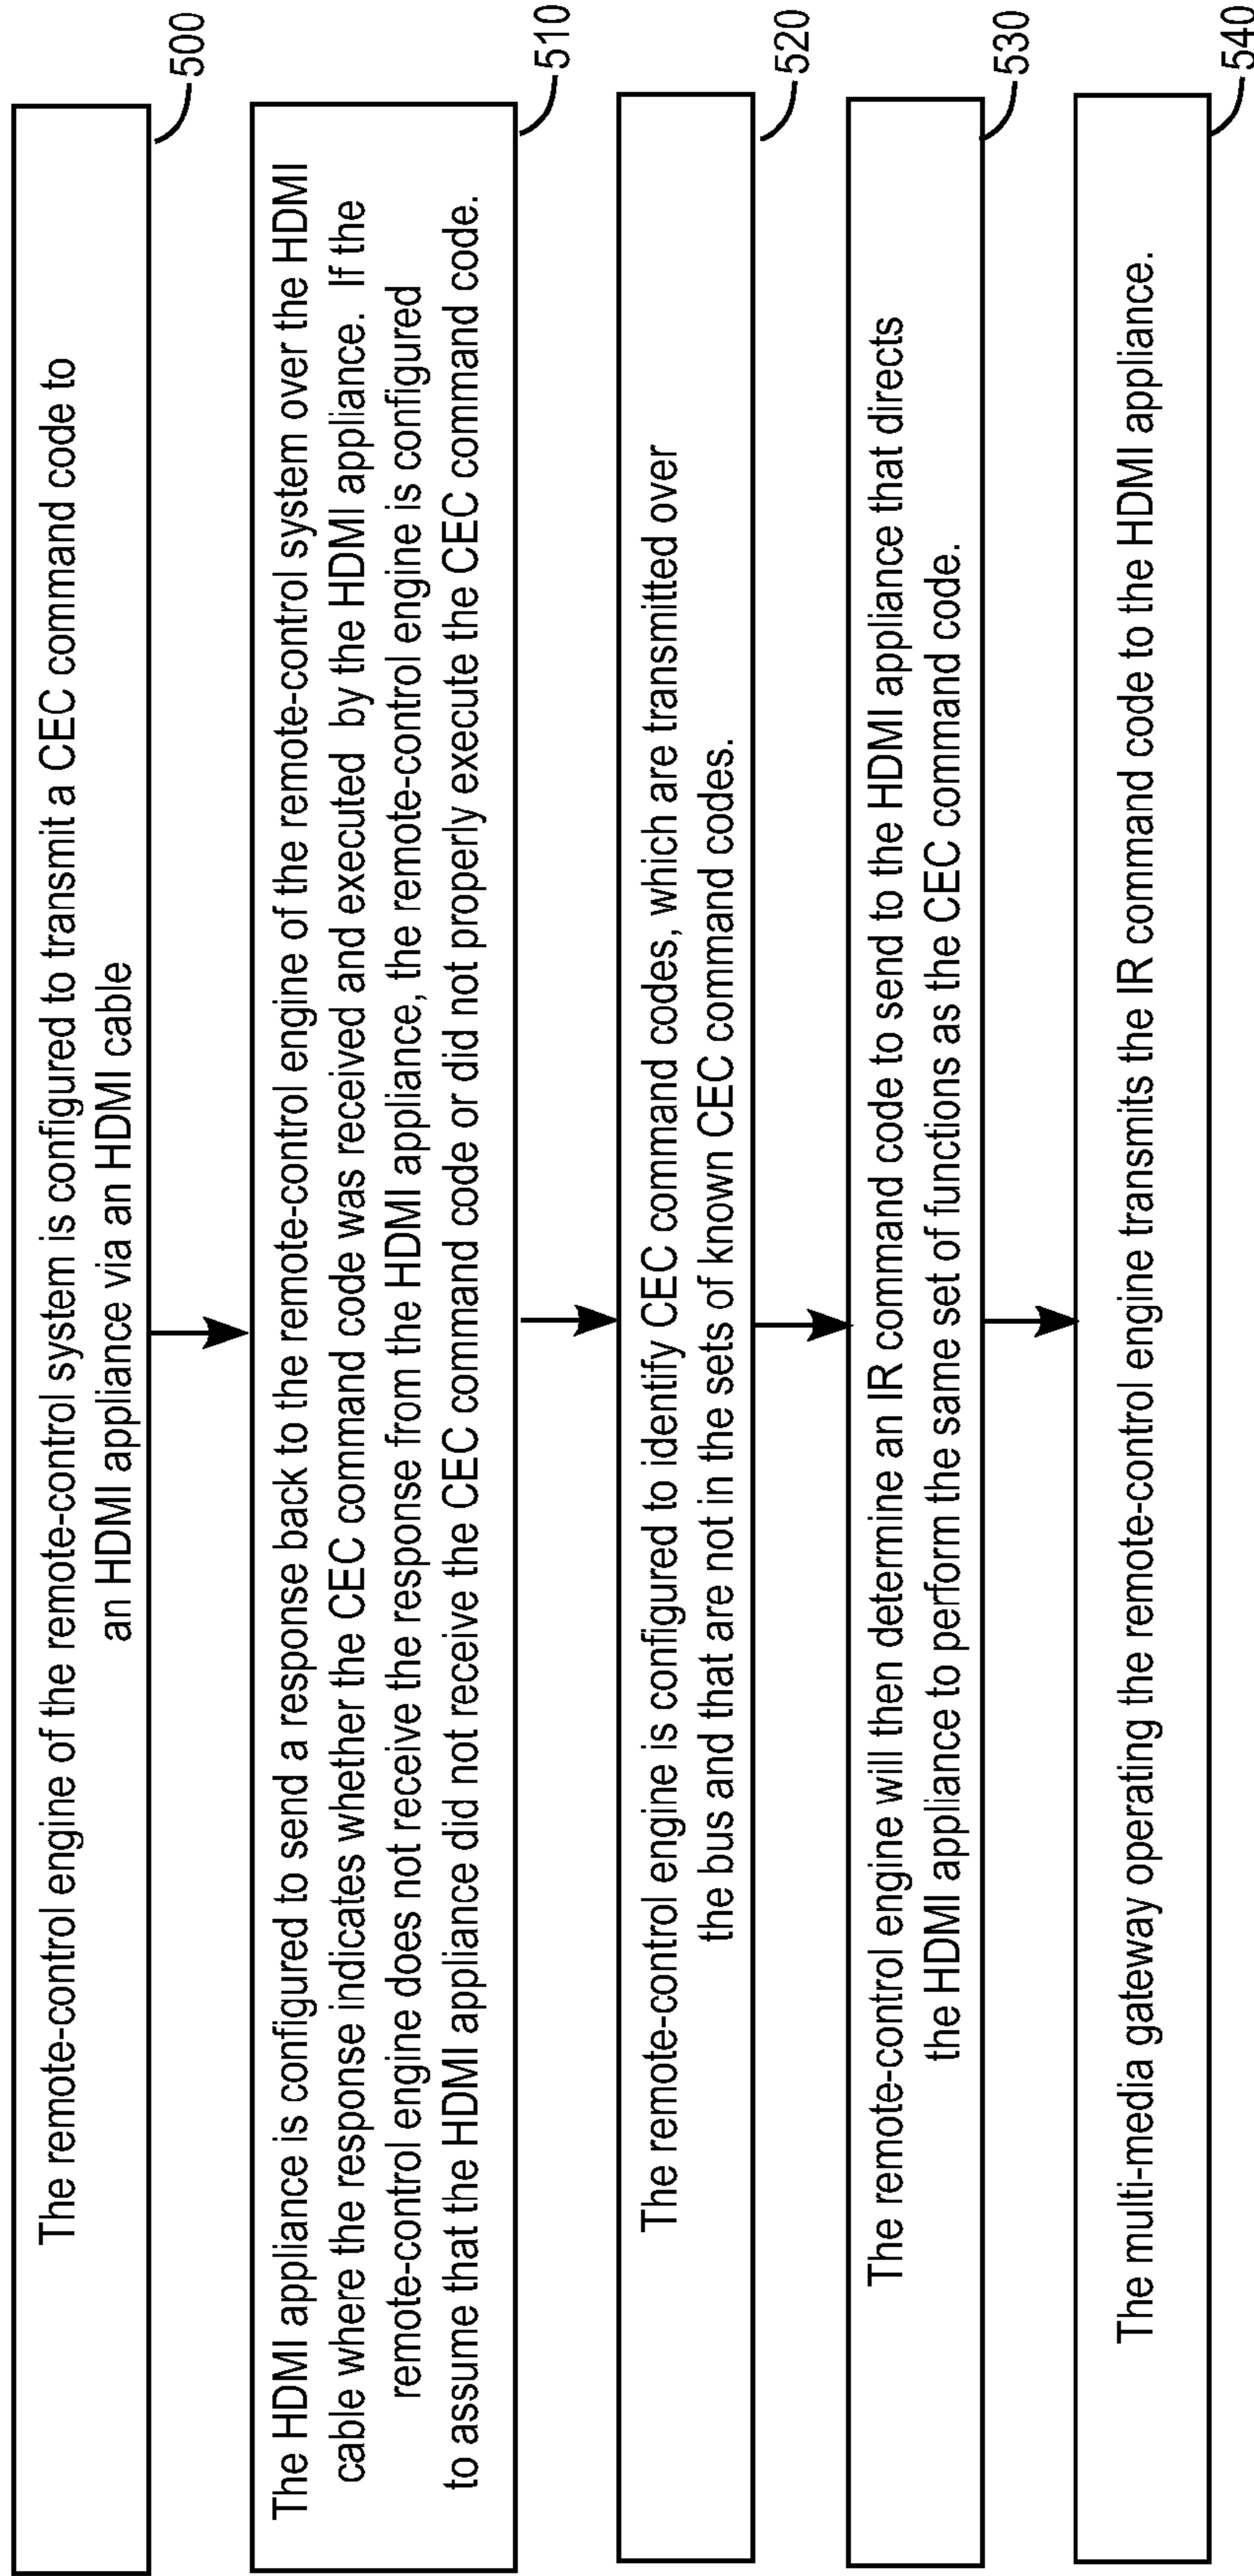 The remote-control engine of the remote-control system is configured to transmit a CEC command code to
an HDMI appliance via an HDMI cable
500
The HDMI appliance is configured to send a response back to the remote-control engine of the remote-control system over the HDMI
cable where the response indicates whether the CEC command code was received and executed by the HDMI appliance. If the
remote-control engine does not receive the response from the HDMI appliance, the remote-control engine is configured
to assume that the HDMI appliance did not receive the CEC command code or did not properly execute the CEC command code.
510
The remote-control engine is configured to identify CEC command codes, which are transmitted over
the bus and that are not in the sets of known CEC command codes.
520
The remote-control engine will then determine an IR command code to send to the HDMI appliance that directs
the HDMI appliance to perform the same set of functions as the CEC command code.
530
The multi-media gateway operating the remote-control engine transmits the IR command code to the HDMI appliance.
540